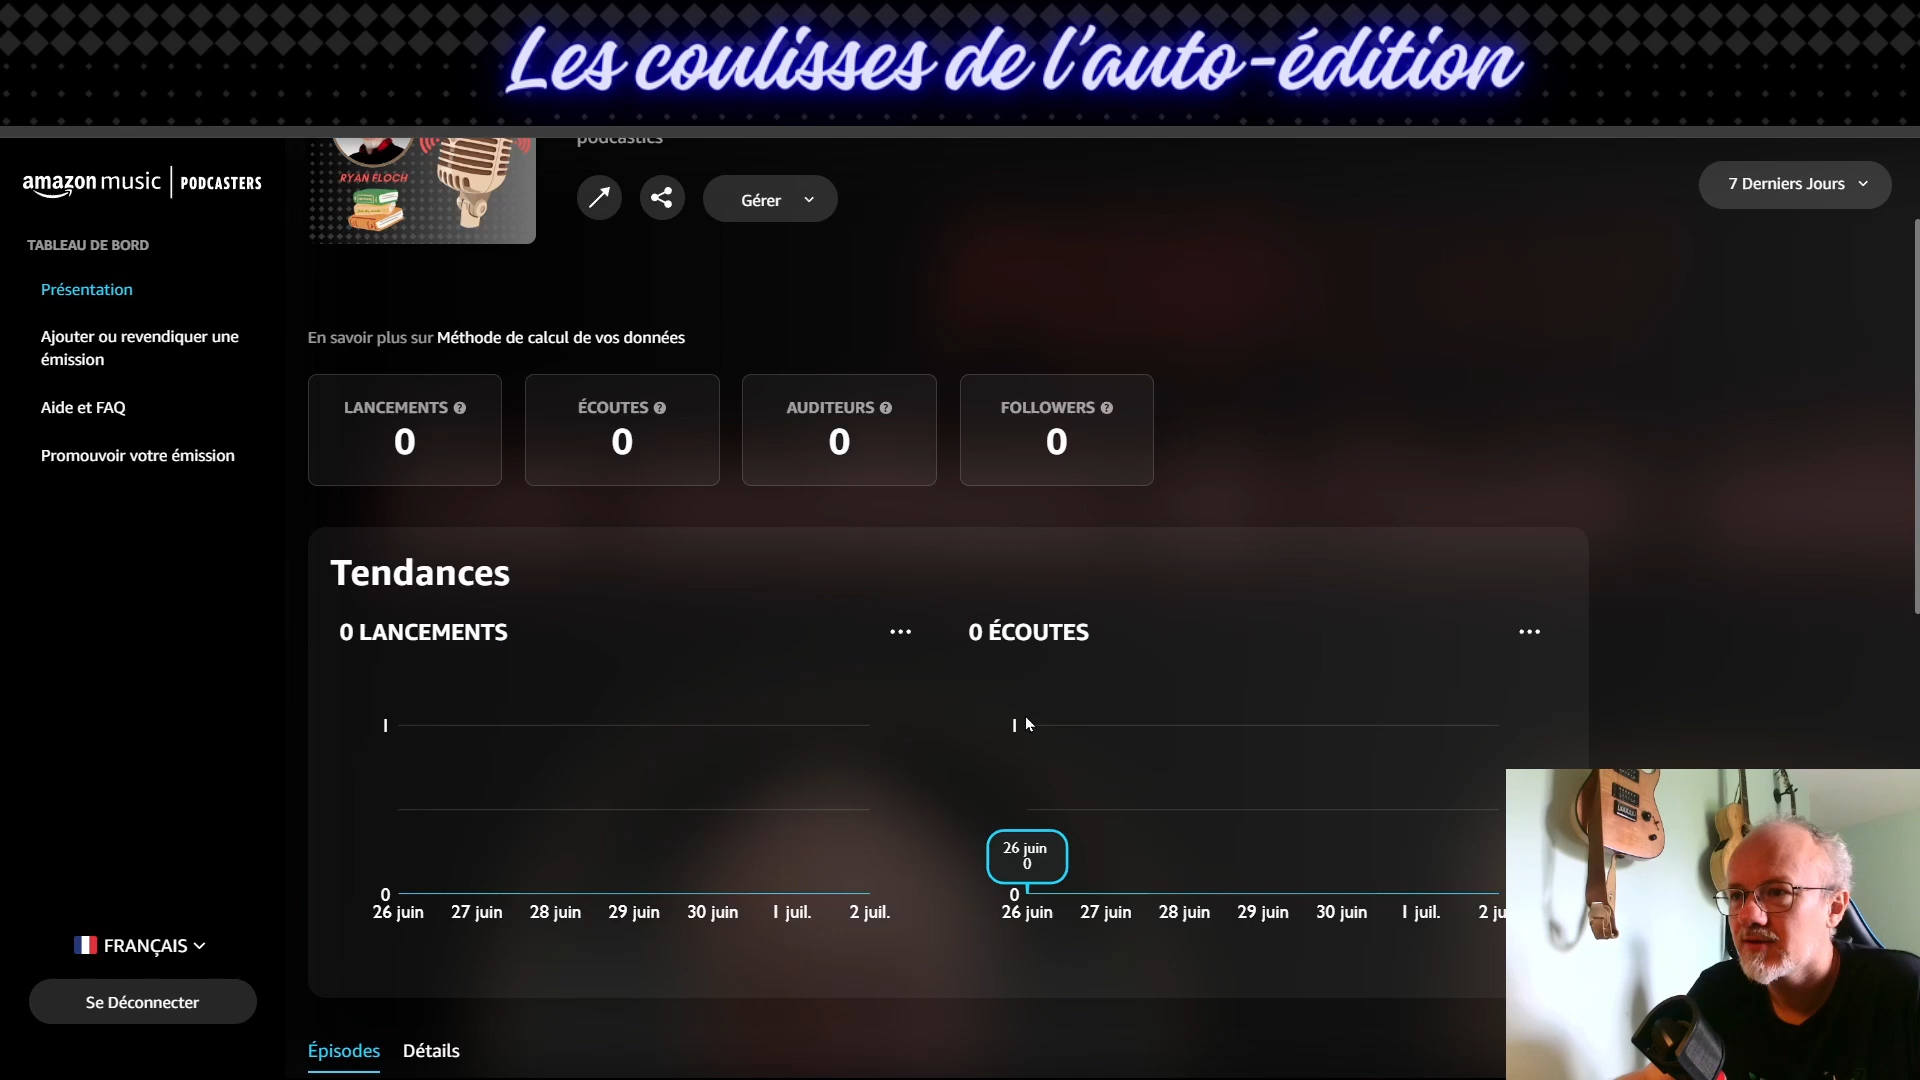 Les coulisses de l'auto-édition
podcastics
amazon music | PODCASTERS
RYAN FLOCH
Gérer
7 Derniers Jours
TABLEAU DE BORD
Présentation
Ajouter ou revendiquer une
émission
Aide et FAQ
Promouvoir votre émission
En savoir plus sur Méthode de calcul de vos données
LANCEMENTS ?
0
ÉCOUTES ?
0
AUDITEURS ?
0
FOLLOWERS ?
0
Tendances
0 LANCEMENTS
1
0
26 juin 27 juin 28 juin 29 juin 30 juin 1 juil. 2 juil.
0 ÉCOUTES
1
26 juin
0
0
26 juin 27 juin 28 juin 29 juin 30 juin 1 juil. 2 ju
FRANÇAIS
Se Déconnecter
Épisodes Détails